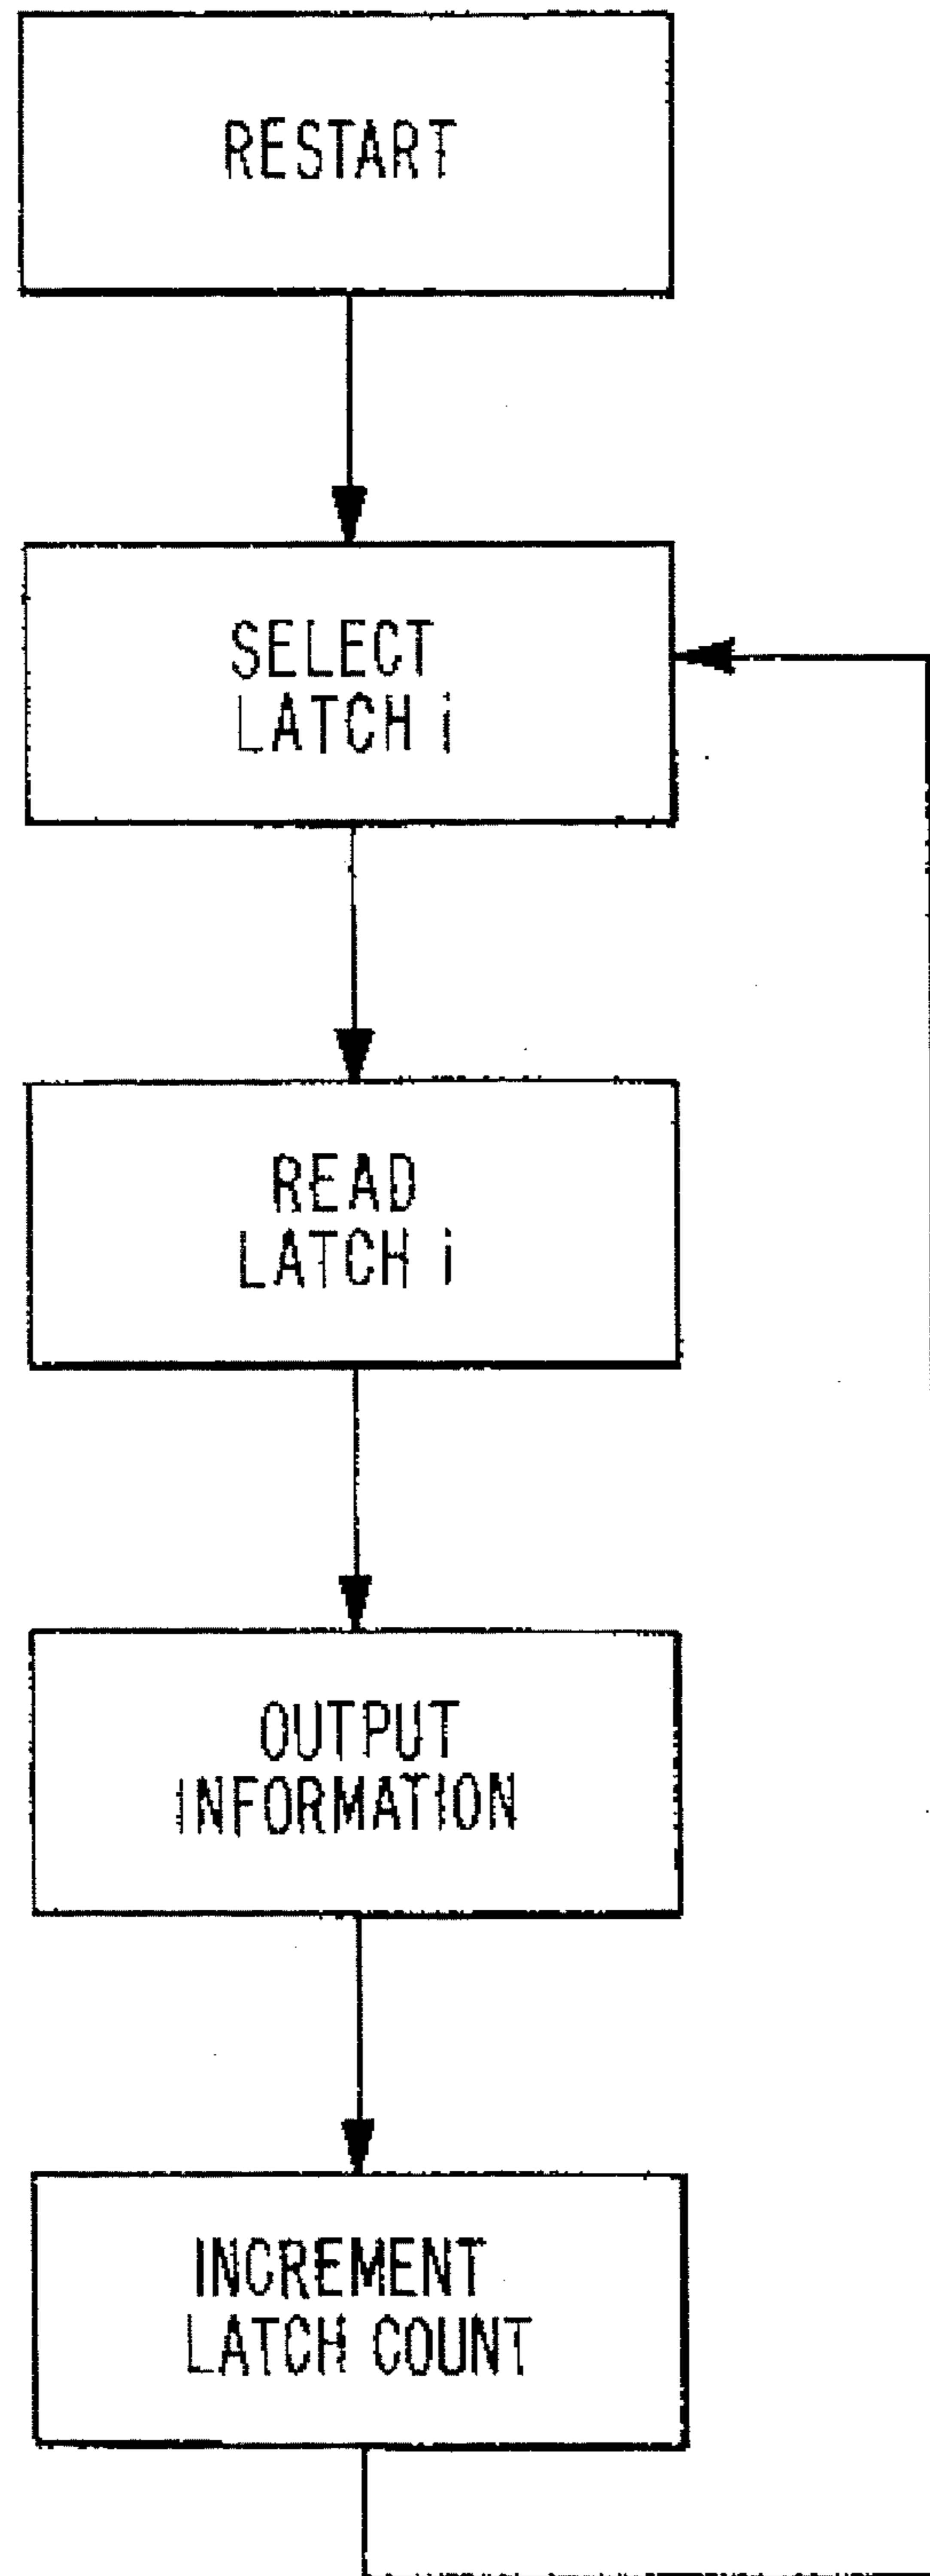 RESTART
SELECT
LATCH i
READ
LATCH i
OUTPUT
INFORMATION
INCREMENT
LATCH COUNT